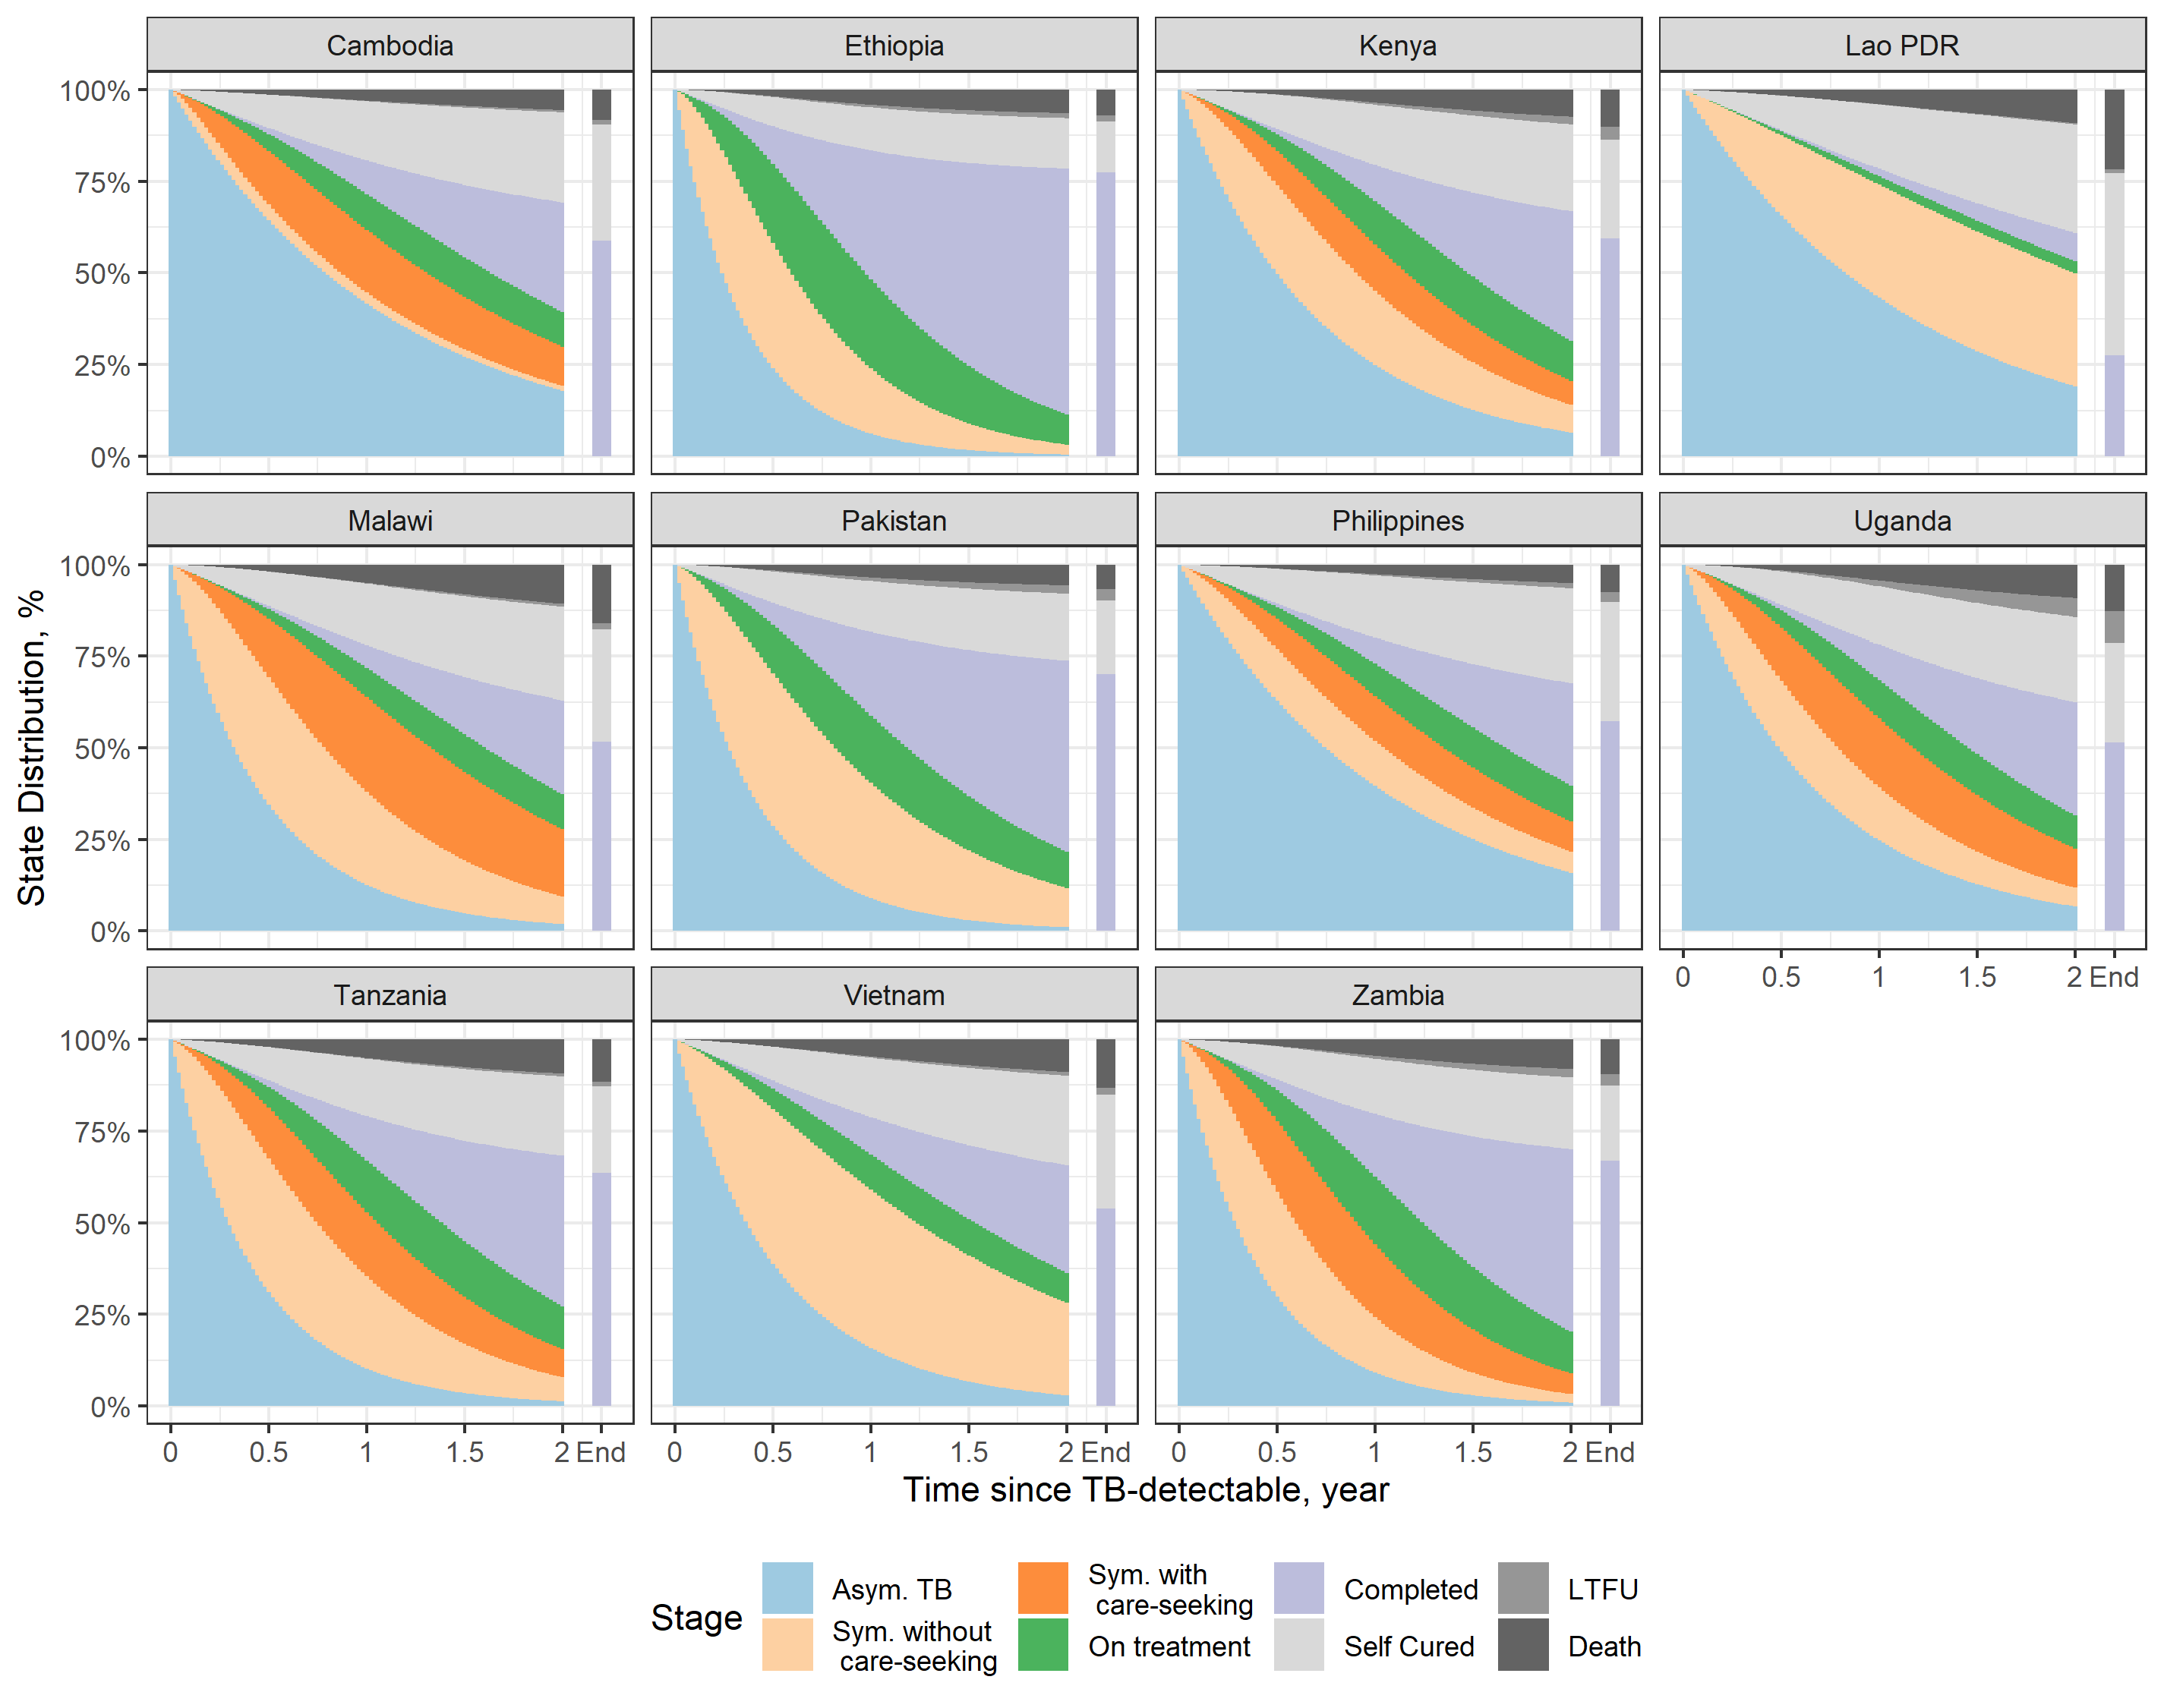 Cambodia
Ethiopia
Kenya
Lao PDR
100%
75%
50%
25%
0%
Malawi
Pakistan
Philippines
Uganda
100%
75%
50%
25%
0%
0 0.5 1 1.5 2 End
Tanzania
Vietnam
Zambia
100%
75%
50%
25%
0%
0 0.5 1 1.5 2 End
0 0.5 1 1.5 2 End
0 0.5 1 1.5 2 End
State Distribution, %
Time since TB-detectable, year
Stage
Asym. TB
Sym. without
care-seeking
Sym. with
care-seeking
On treatment
Completed
Self Cured
LTFU
Death